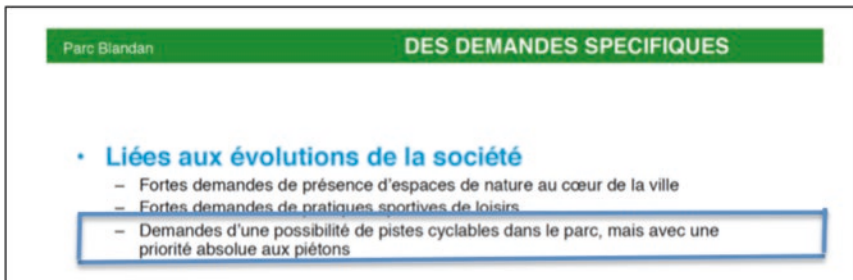 Parc Blandan DES DEMANDES SPECIFIQUES
• Liées aux évolutions de la société
– Fortes demandes de présence d'espaces de nature au cœur de la ville
– Fortes demandes de pratiques sportives de loisirs
– Demandes d'une possibilité de pistes cyclables dans le parc, mais avec une
priorité absolue aux piétons